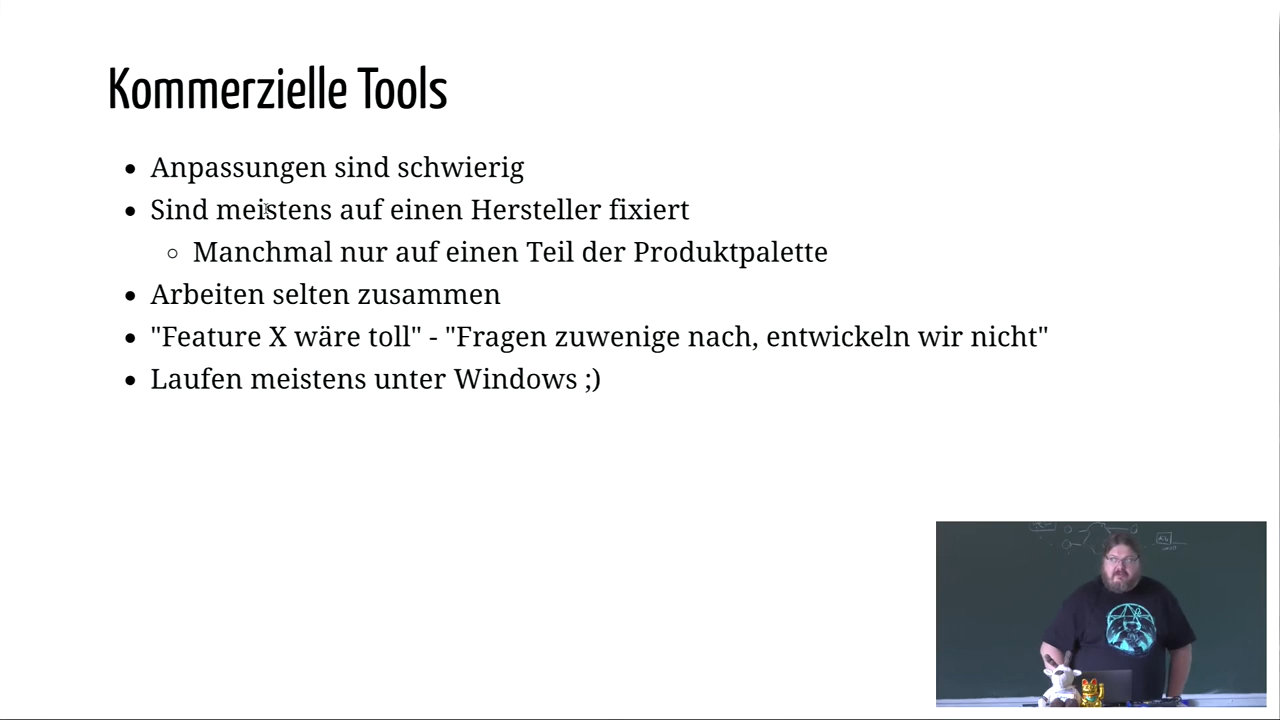 Kommerzielle Tools
• Anpassungen sind schwierig
• Sind meistens auf einen Hersteller fixiert
◦ Manchmal nur auf einen Teil der Produktpalette
• Arbeiten selten zusammen
• "Feature X wäre toll" - "Fragen zuwenige nach, entwickeln wir nicht"
• Laufen meistens unter Windows ;)